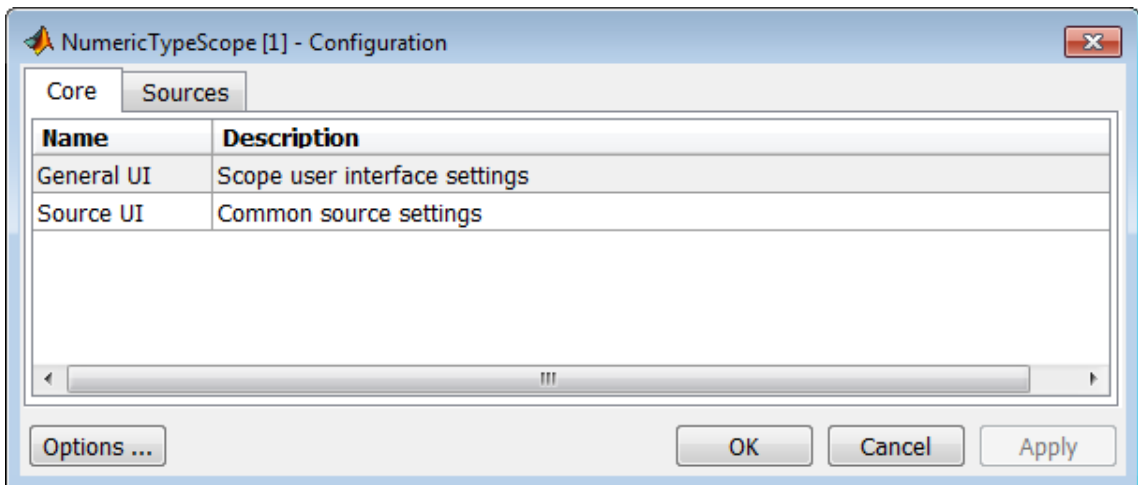 NumericTypeScope [1] - Configuration
Core Sources
Name Description
General UI Scope user interface settings
Source UI Common source settings
Options ... OK Cancel Apply